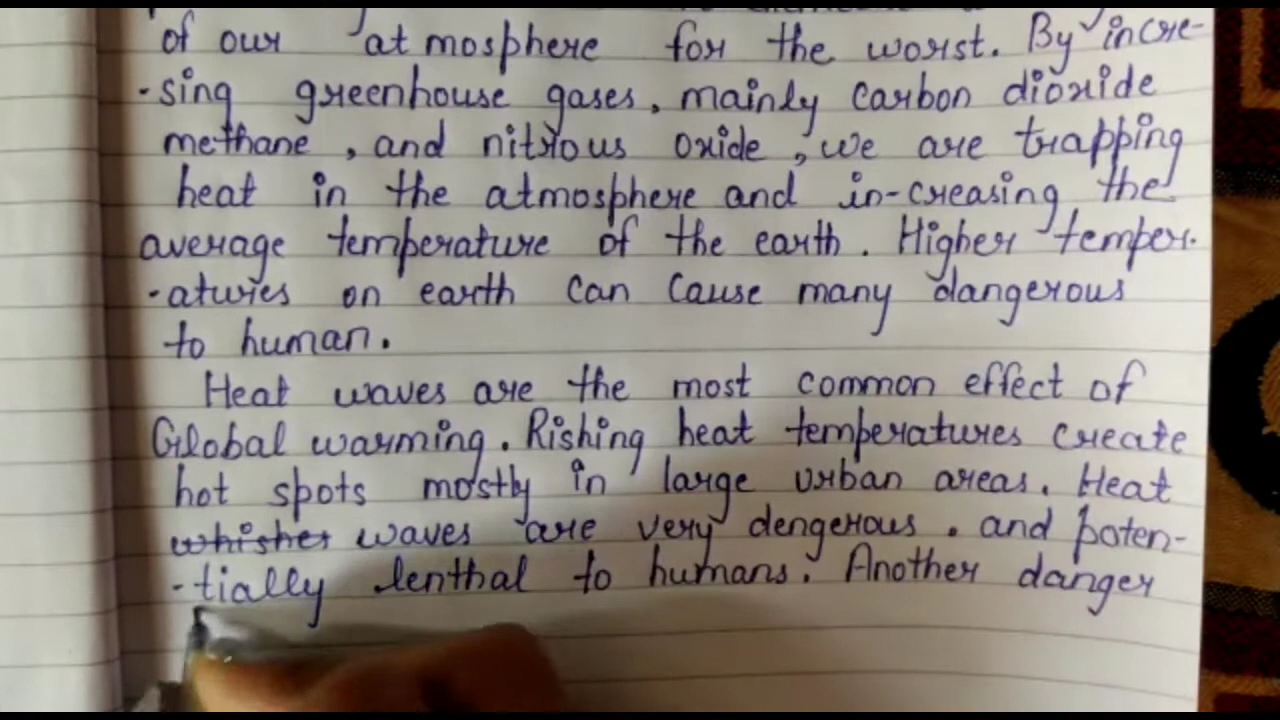 of our atmosphere for the worst. By incre-
-sing greenhouse gases, mainly carbon dioxide
methane, and nitrous oxide, we are trapping
heat in the atmosphere and in-creasing the
average temperature of the earth. Higher temper-
-aturies on earth can cause many dangerous
to human.
Heat waves are the most common effect of
Global warming. Rishing heat temperatures create
hot spots mostly in large urban areas. Heat
whisher waves are very dengerous. and poten-
-tially lenthal to humans. Another danger